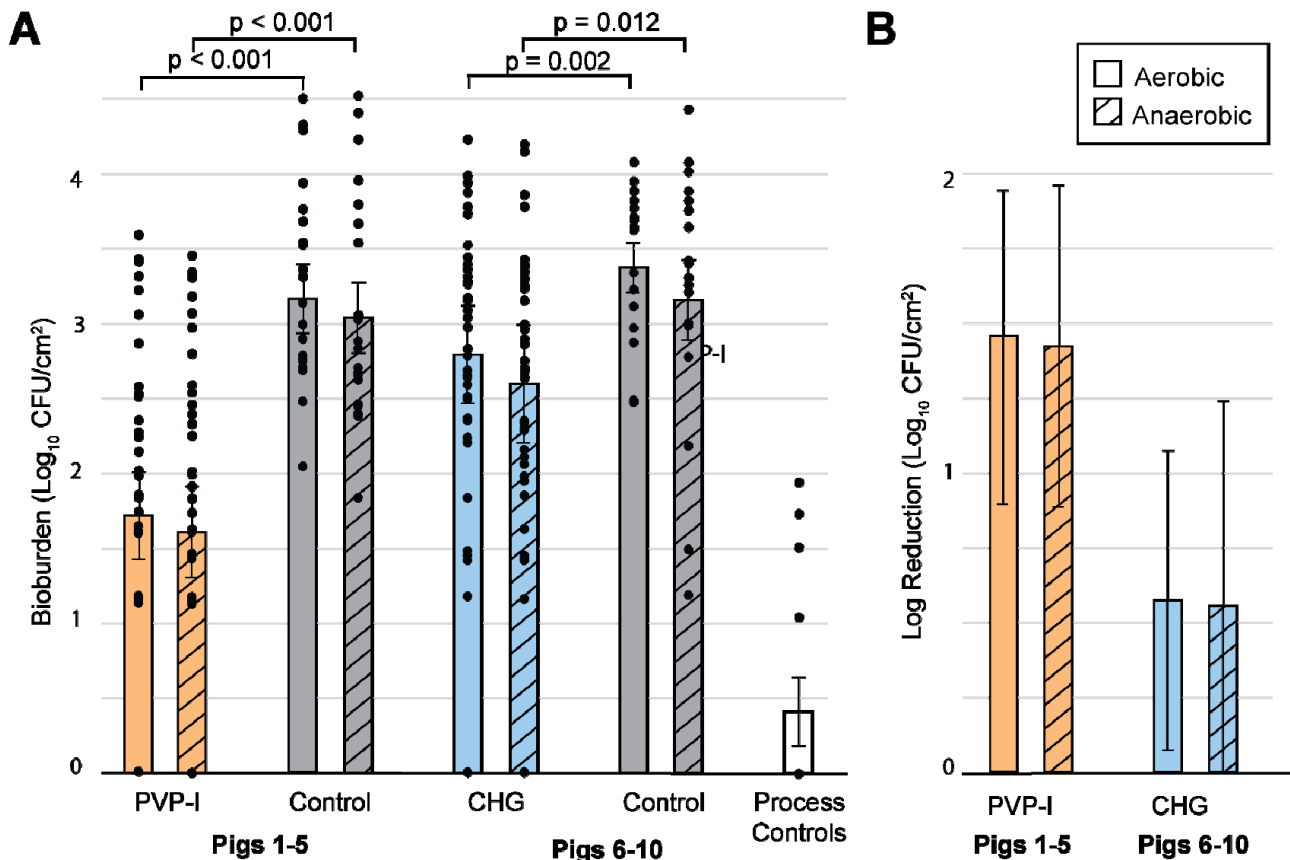 A
B
p < 0.001
p = 0.012
p < 0.001
p = 0.002
Aerobic
Anaerobic
Bioburden (Log10 CFU/cm²)
4
3
2
1
0
P-I
PVP-I
Control
CHG
Control
Process
Controls
Pigs 1-5
Pigs 6-10
Log Reduction (Log10 CFU/cm²)
2
1
0
PVP-I
CHG
Pigs 1-5
Pigs 6-10